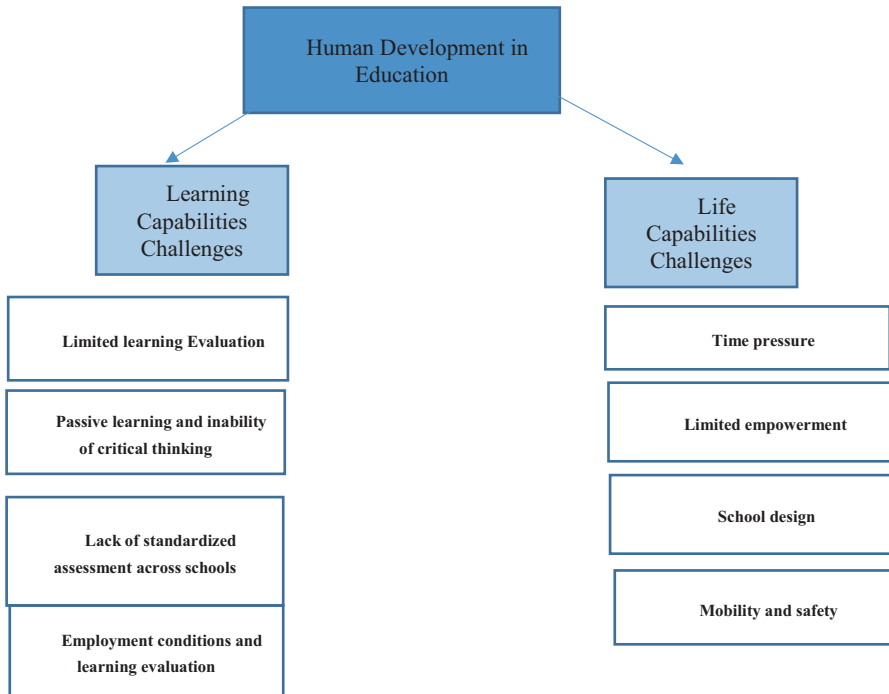 Human Development in
Education
Learning
Capabilities
Challenges
Limited learning Evaluation
Passive learning and inability
of critical thinking
Lack of standardized
assessment across schools
Employment conditions and
learning evaluation
Life
Capabilities
Challenges
Time pressure
Limited empowerment
School design
Mobility and safety